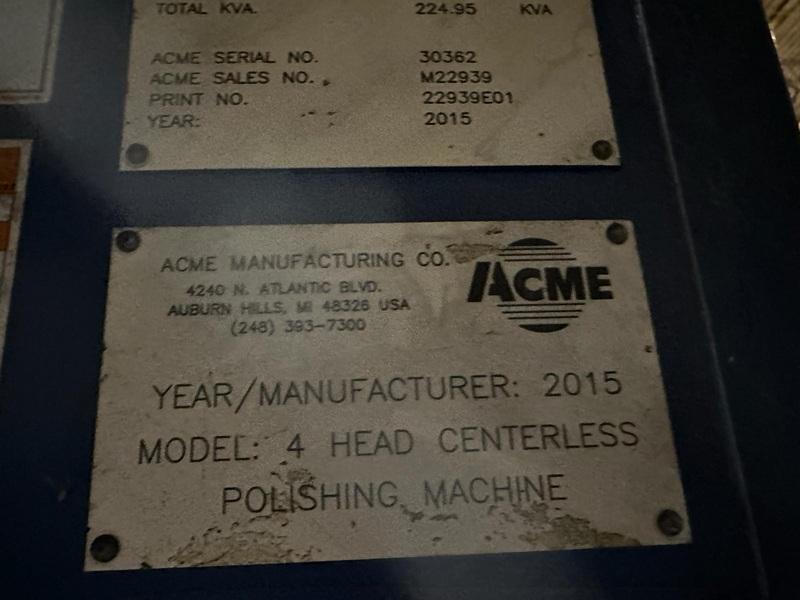 TOTAL KVA. 224.95 KVA
ACME SERIAL NO. 30362
ACME SALES NO. M22939
PRINT NO. 22939E01
YEAR: 2015
ACME MANUFACTURING CO.
4240 N. ATLANTIC BLVD.
AUBURN HILLS, MI 48326 USA
(248) 393-7300
ACME
YEAR/MANUFACTURER: 2015
MODEL: 4 HEAD CENTERLESS
POLISHING MACHINE